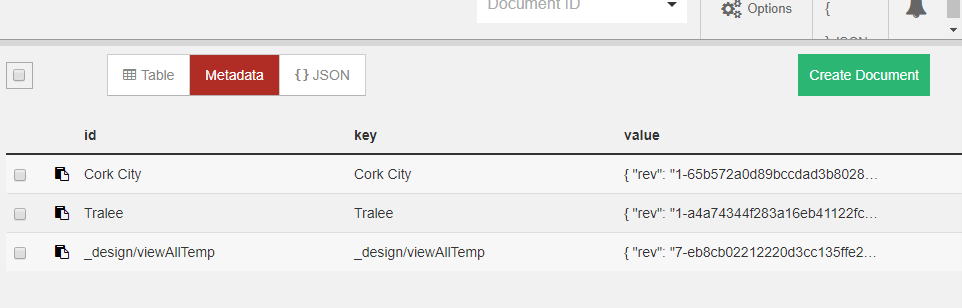 Document ID
Options
{
} JSON
Table
Metadata
{ } JSON
Create Document
id key value
Cork City Cork City { "rev": "1-65b572a0d89bccdad3b8028...
Tralee Tralee { "rev": "1-a4a74344f283a16eb41122fc...
_design/viewAllTemp _design/viewAllTemp { "rev": "7-eb8cb02212220d3cc135ffe2...